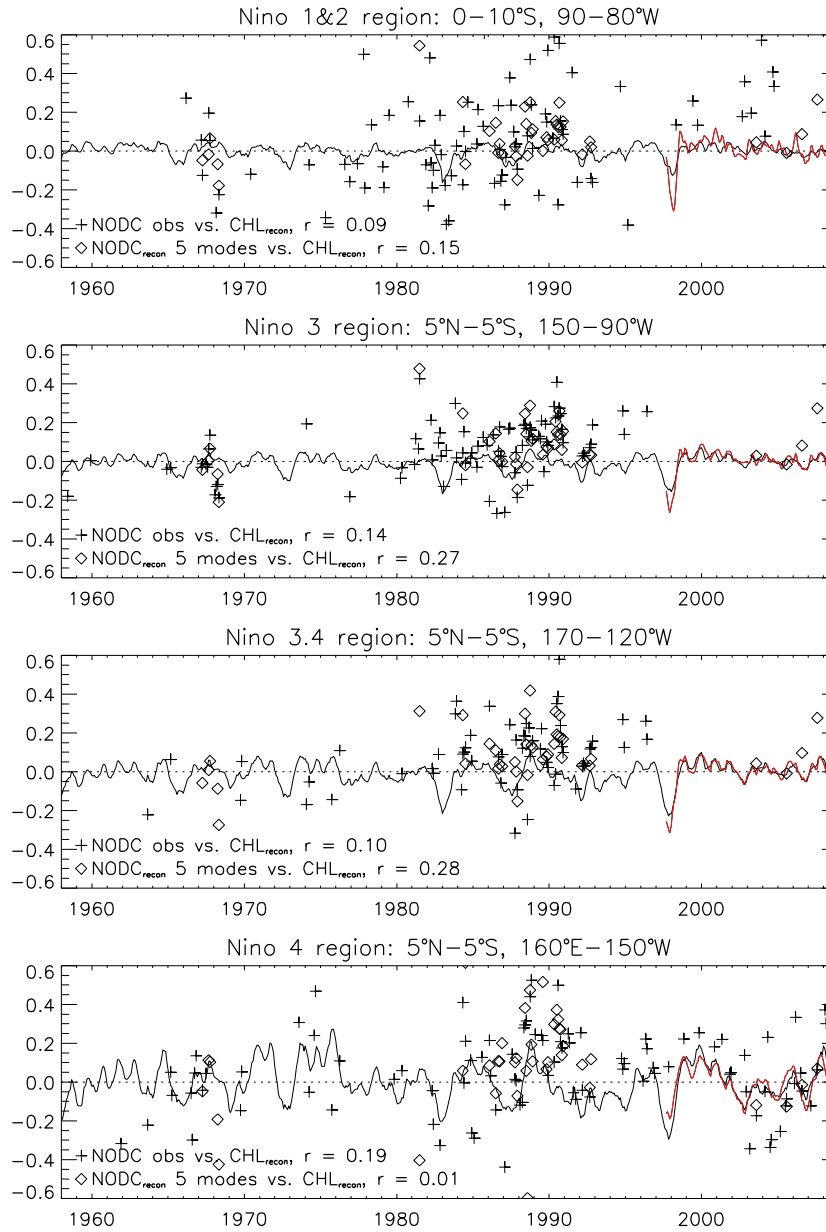 Nino 1&2 region: 0−10°S, 90−80°W
0.6
0.4
0.2
0.0
−0.2
−0.4
−0.6
+NODC obs vs. CHLrecon, r = 0.09
◇NODCrecon 5 modes vs. CHLrecon, r = 0.15
1960 1970 1980 1990 2000
Nino 3 region: 5°N−5°S, 150−90°W
0.6
0.4
0.2
0.0
−0.2
−0.4
−0.6
+NODC obs vs. CHLrecon, r = 0.14
◇NODCrecon 5 modes vs. CHLrecon, r = 0.27
1960 1970 1980 1990 2000
Nino 3.4 region: 5°N−5°S, 170−120°W
0.6
0.4
0.2
0.0
−0.2
−0.4
−0.6
+NODC obs vs. CHLrecon, r = 0.10
◇NODCrecon 5 modes vs. CHLrecon, r = 0.28
1960 1970 1980 1990 2000
Nino 4 region: 5°N−5°S, 160°E−150°W
0.6
0.4
0.2
0.0
−0.2
−0.4
−0.6
+NODC obs vs. CHLrecon, r = 0.19
◇NODCrecon 5 modes vs. CHLrecon, r = 0.01
1960 1970 1980 1990 2000